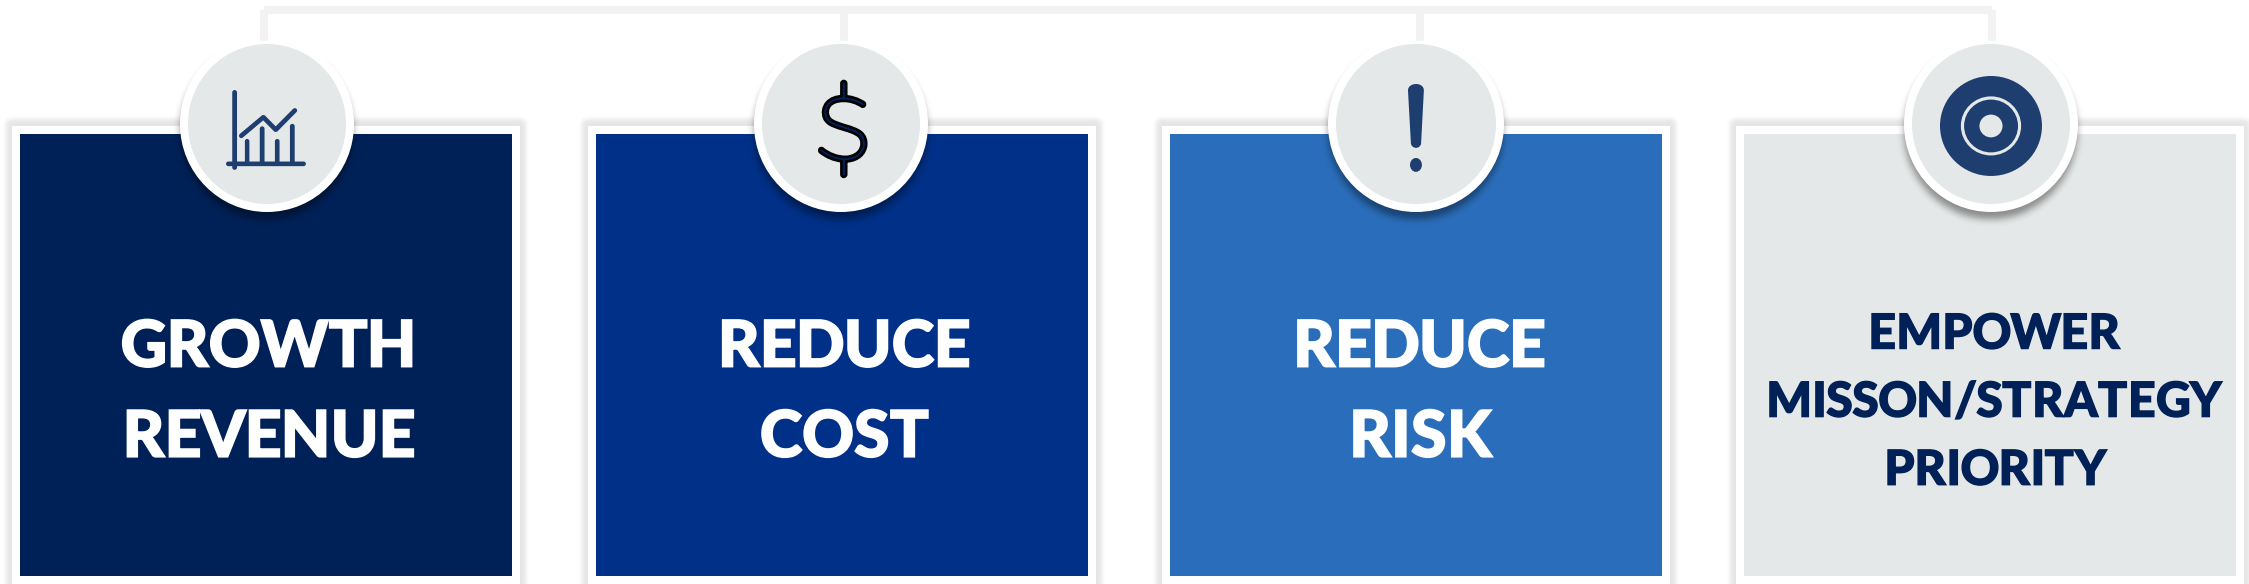 GROWTH
REVENUE
REDUCE
COST
REDUCE
RISK
EMPOWER
MISSON/STRATEGY
PRIORITY